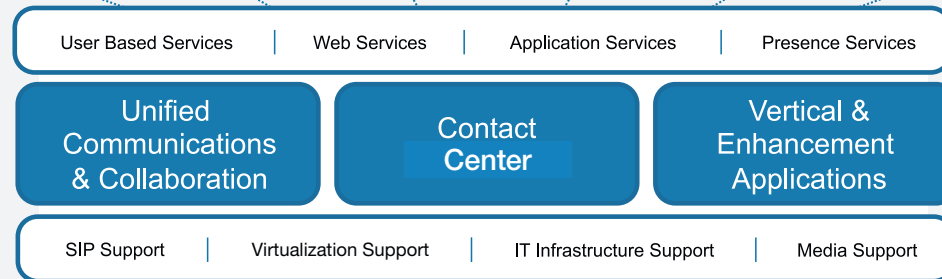 User Based Services | Web Services | Application Services | Presence Services
Unified
Communications
& Collaboration
Contact
Center
Vertical &
Enhancement
Applications
SIP Support | Virtualization Support | IT Infrastructure Support | Media Support